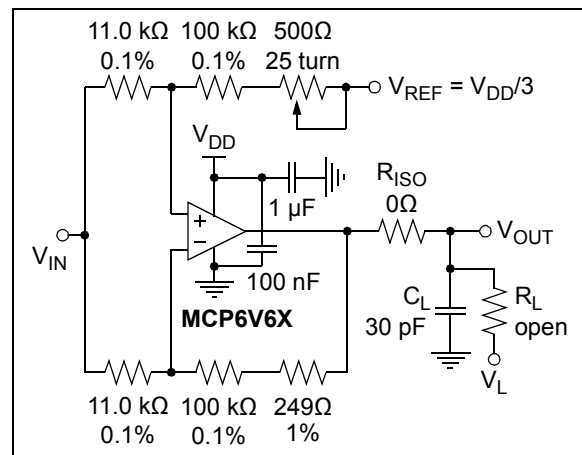 11.0 kΩ 100 kΩ 500Ω
0.1% 0.1% 25 turn
V_REF = V_DD/3
V_DD
R_ISO
0Ω
1 µF
+
−
V_OUT
V_IN
100 nF
MCP6V6X
C_L R_L
30 pF open
V_L
11.0 kΩ 100 kΩ 249Ω
0.1% 0.1% 1%